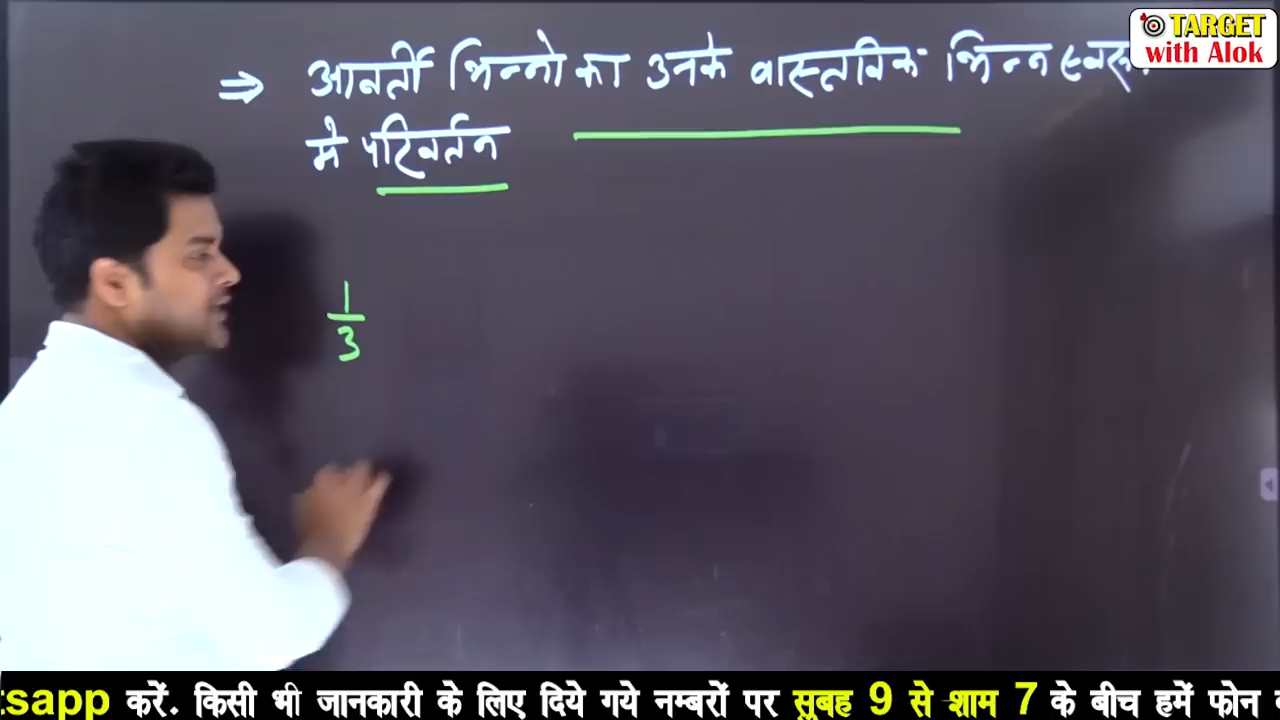 TARGET
with Alok
⇒ आवर्ती भिन्नो का उनके वास्तविक भिन्न
मे परिवर्तन
1
3
tsapp करें. किसी भी जानकारी के लिए दिये गये नम्बरों पर सुबह 9 से शाम 7 के बीच हमें फोन